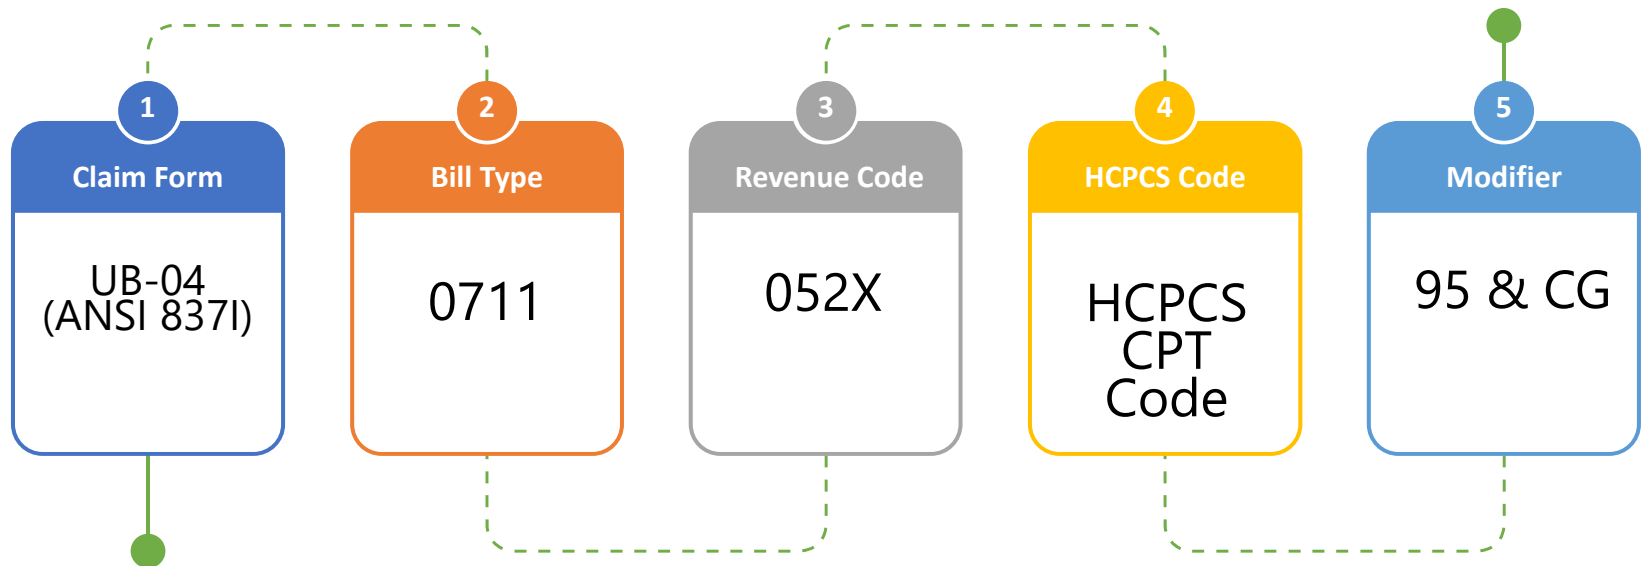 1
Claim Form
UB-04
(ANSI 837I)
2
Bill Type
0711
3
Revenue Code
052X
4
HCPCS Code
HCPCS
CPT
Code
5
Modifier
95 & CG